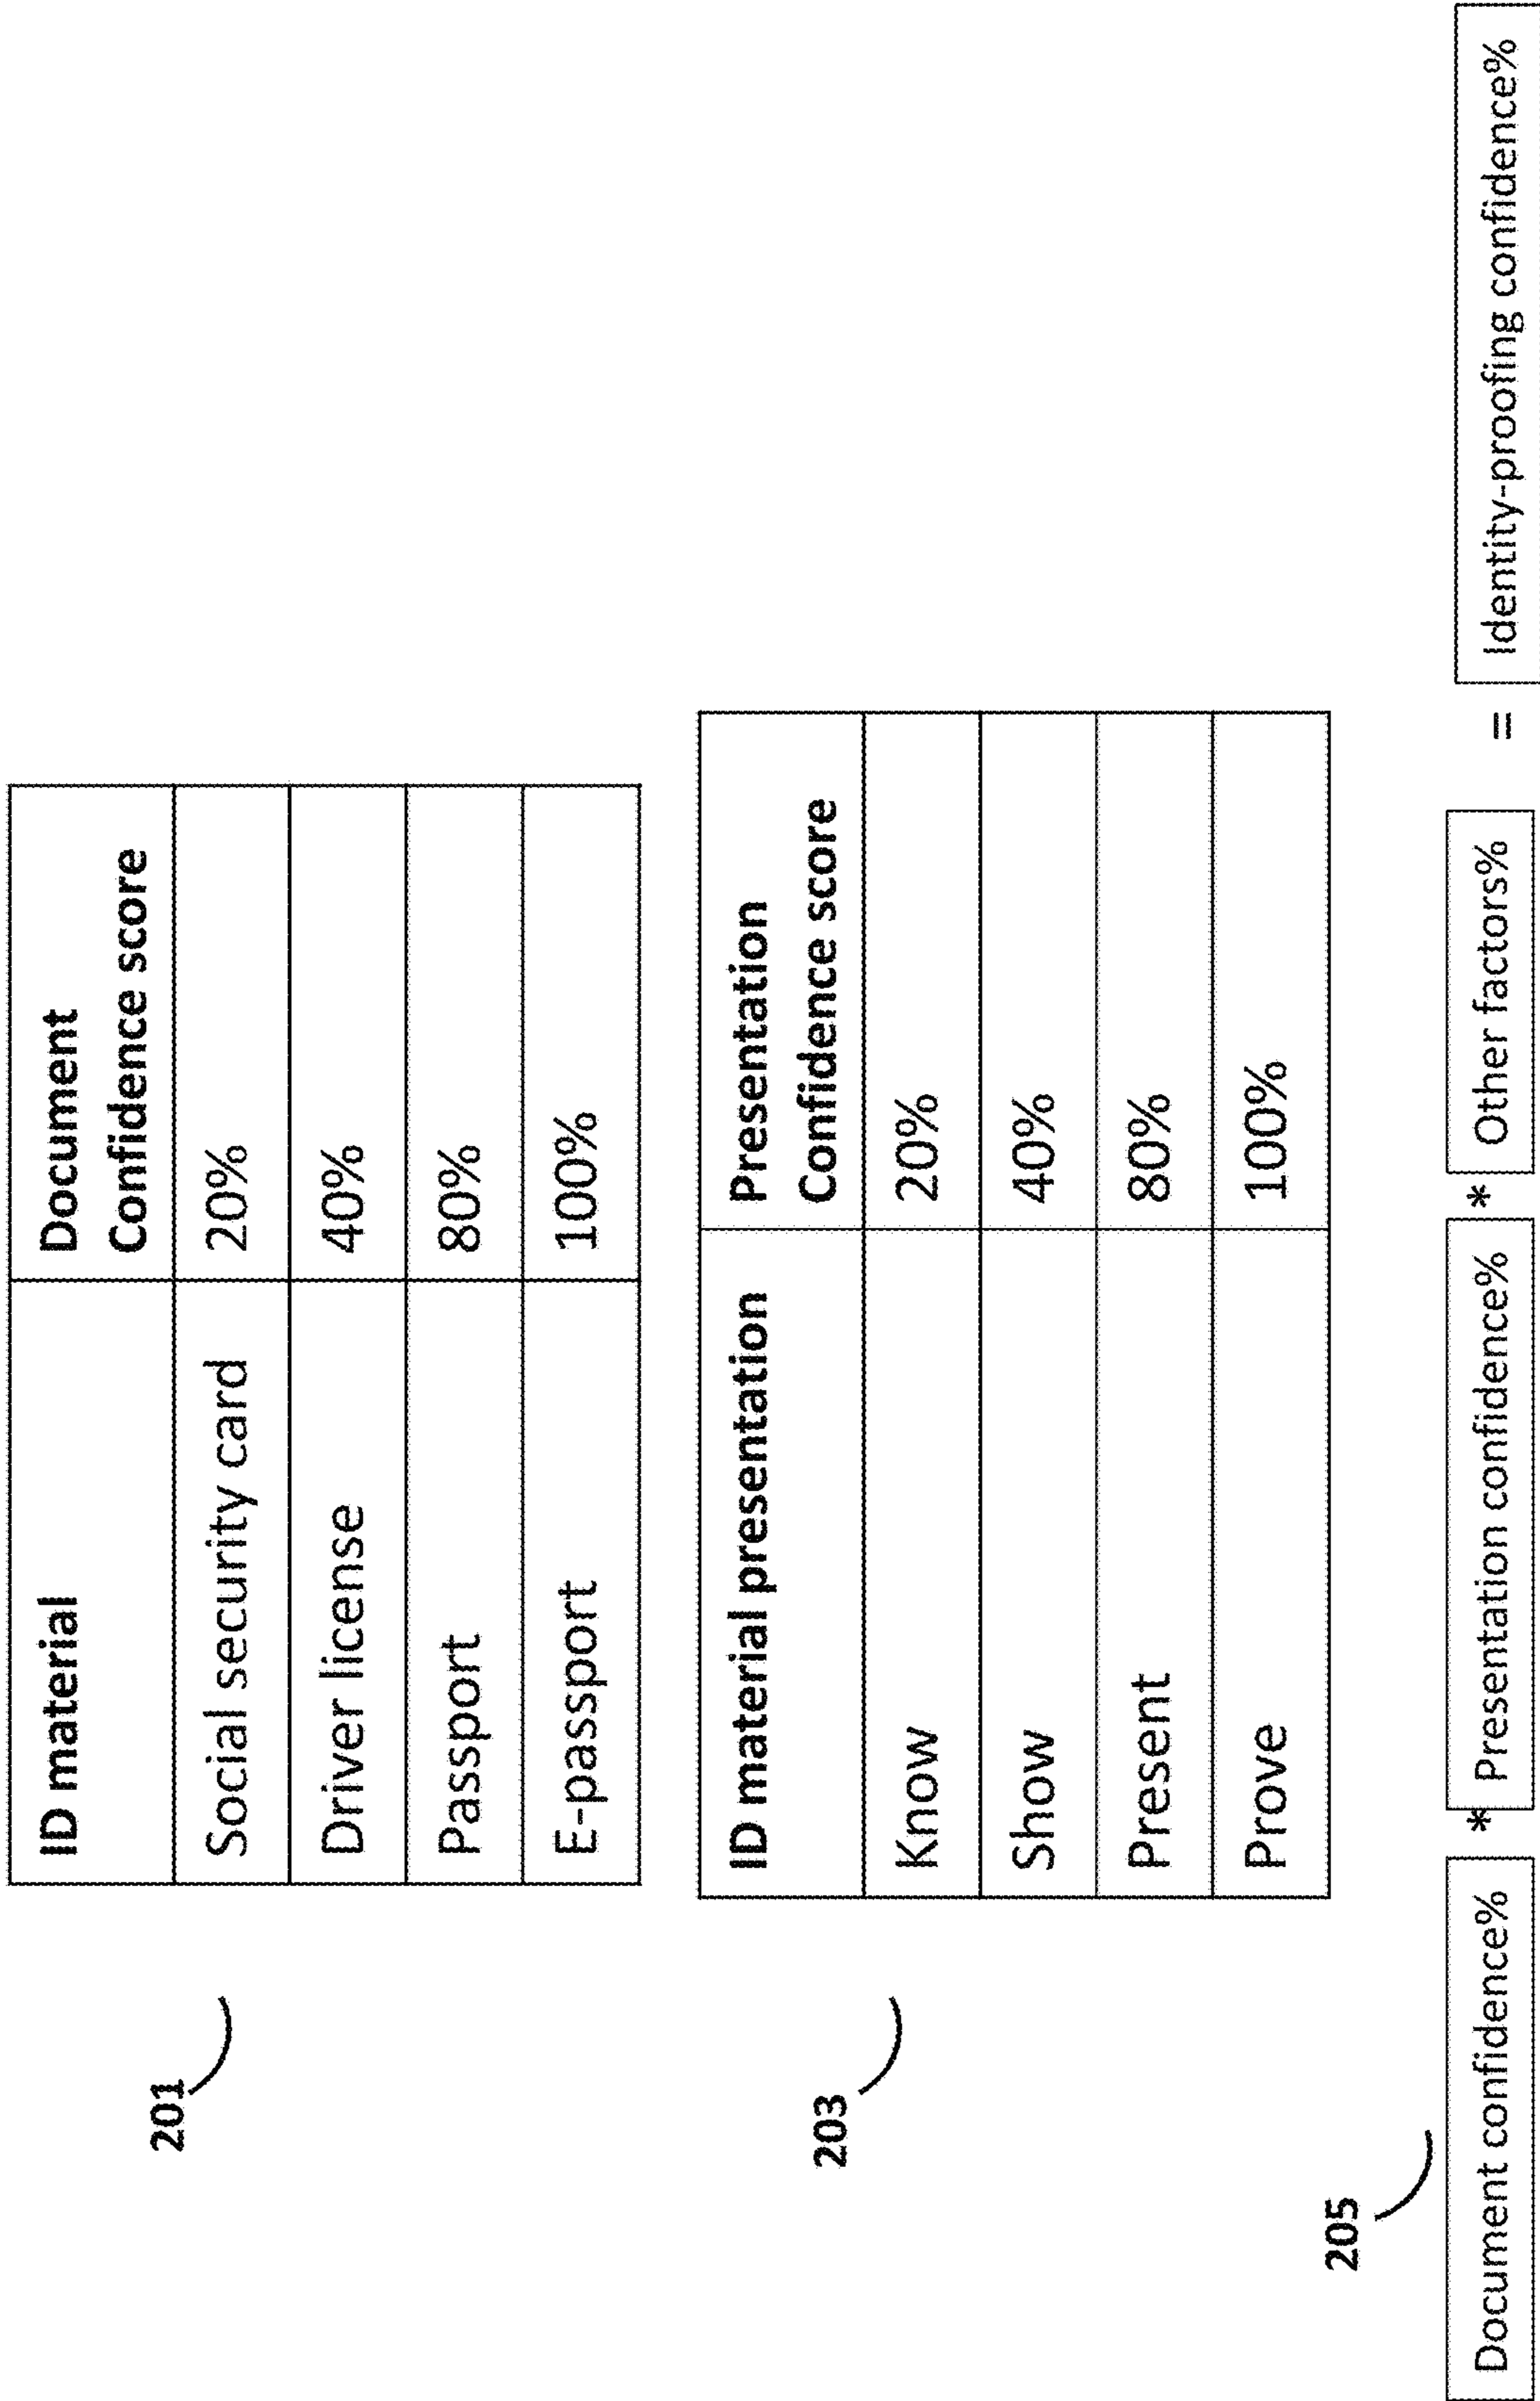 201
ID material
Document
Confidence score
Social security card
20%
Driver license
40%
Passport
80%
E-passport
100%
203
ID material presentation
Presentation
Confidence score
Know
20%
Show
40%
Present
80%
Prove
100%
205
Document confidence% * Presentation confidence% * Other factors% = Identity-proofing confidence%